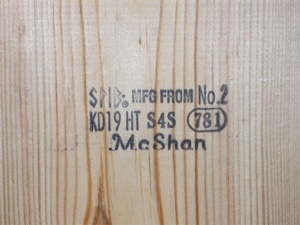 SPIB: MFG FROM No.2
KD19 HT S4S 781
McShan